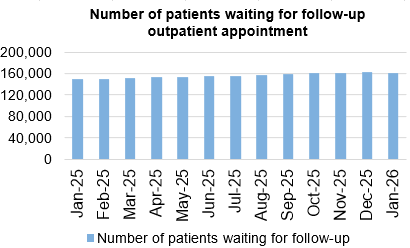 Number of patients waiting for follow-up
outpatient appointment
200,000
160,000
120,000
80,000
40,000
0
Jan-25
Feb-25
Mar-25
Apr-25
May-25
Jun-25
Jul-25
Aug-25
Sep-25
Oct-25
Nov-25
Dec-25
Jan-26
Number of patients waiting for follow-up